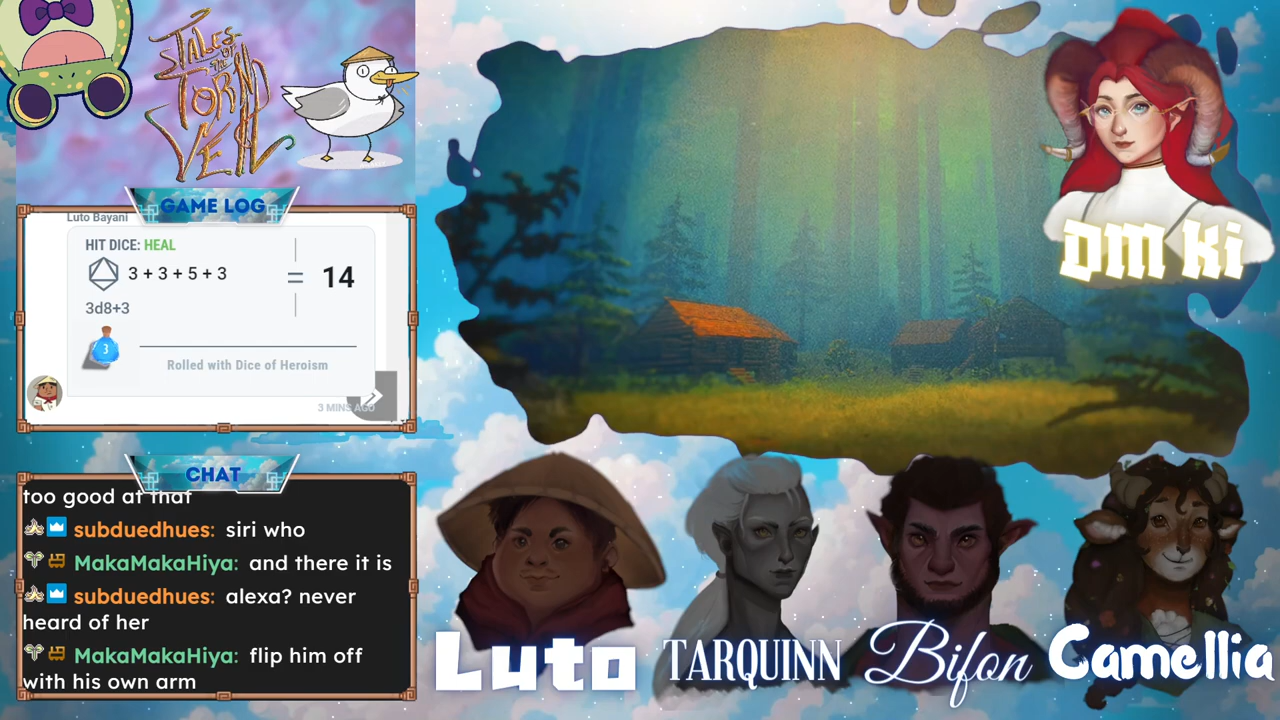 TALES
OF
THE
TORN
VEIL
GAME LOG
Luto Bayani
HIT DICE: HEAL
3 + 3 + 5 + 3 = 14
3d8+3
3
Rolled with Dice of Heroism
3 MINS AGO
CHAT
too good at that
subduedhues: siri who
MakaMakaHiya: and there it is
subduedhues: alexa? never
heard of her
MakaMakaHiya: flip him off
with his own arm
DM Ki
Luto
TARQUINN
Bifon
Camellia